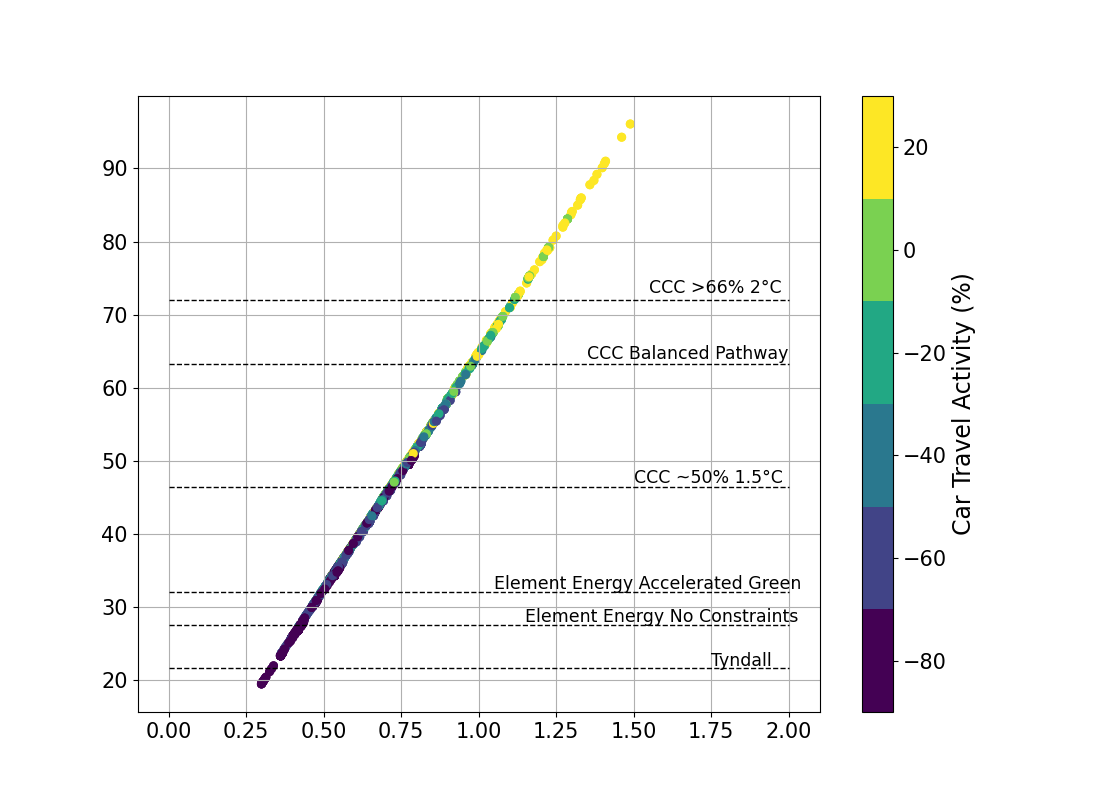 90
80
70
60
50
40
30
20
0.00 0.25 0.50 0.75 1.00 1.25 1.50 1.75 2.00
CCC >66% 2°C
CCC Balanced Pathway
CCC ~50% 1.5°C
Element Energy Accelerated Green
Element Energy No Constraints
Tyndall
20
0
−20
−40
−60
−80
Car Travel Activity (%)